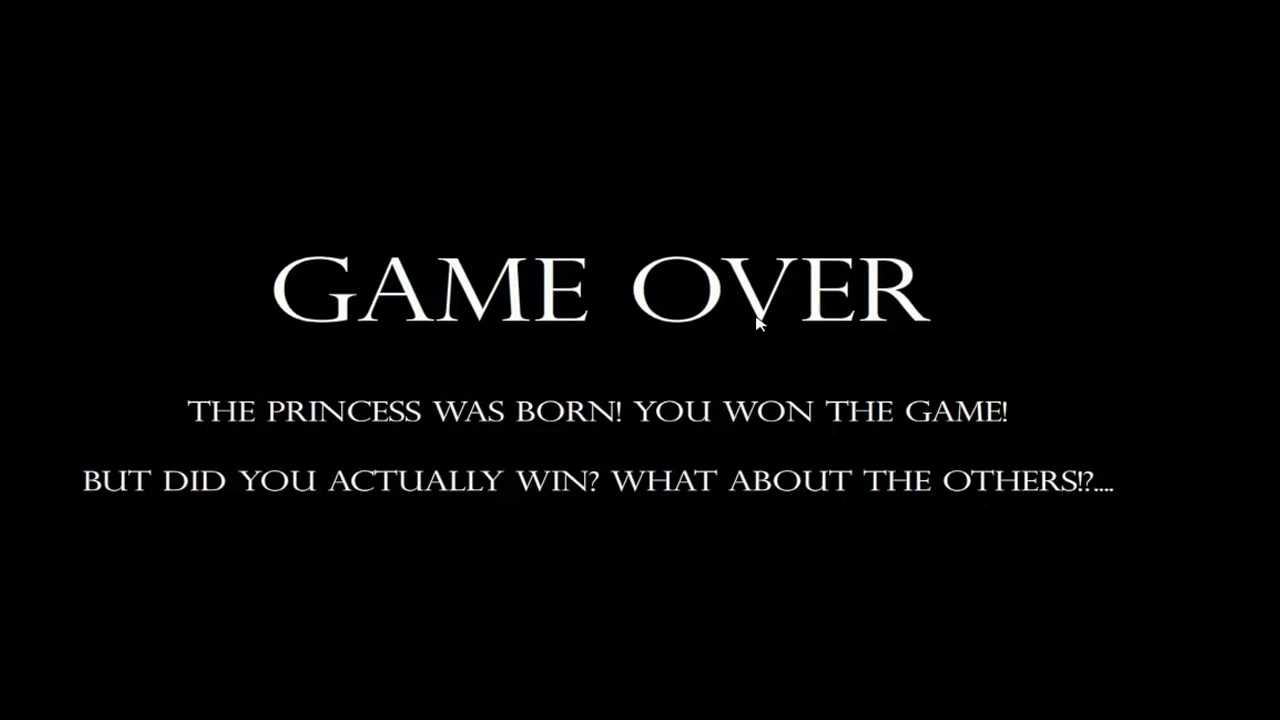 GAME OVER
THE PRINCESS WAS BORN! YOU WON THE GAME!
BUT DID YOU ACTUALLY WIN? WHAT ABOUT THE OTHERS!?....